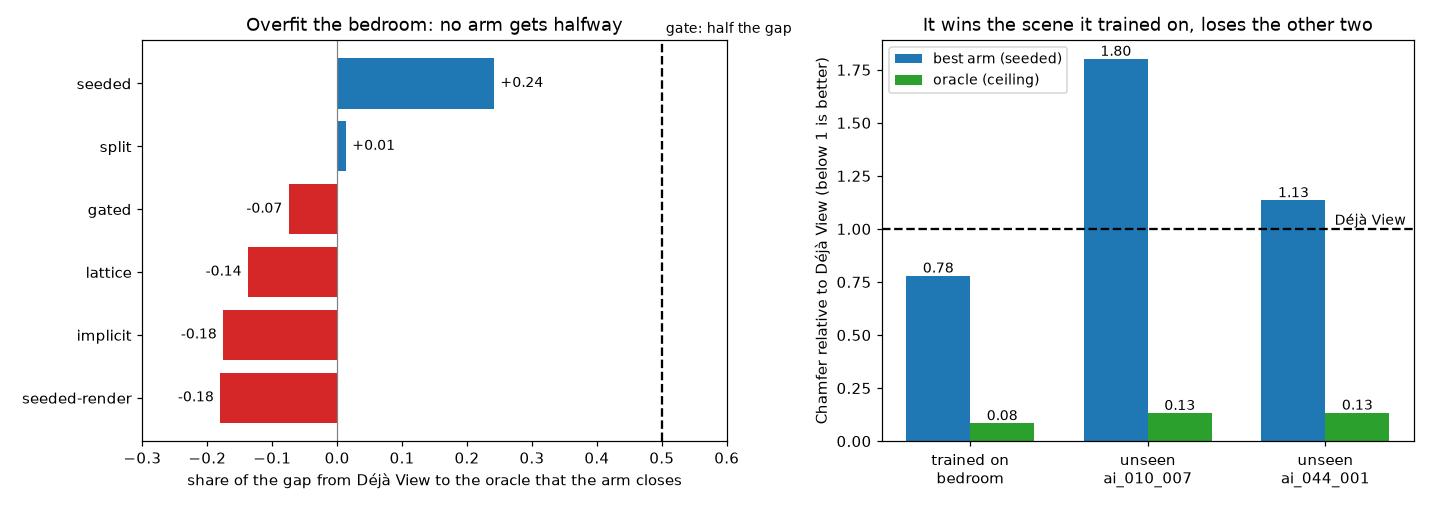 Overfit the bedroom: no arm gets halfway
gate: half the gap
seeded
+0.24
split
+0.01
gated
-0.07
lattice
-0.14
implicit
-0.18
seeded-render
-0.18
−0.3
−0.2
−0.1
0.0
0.1
0.2
0.3
0.4
0.5
0.6
share of the gap from Déjà View to the oracle that the arm closes
It wins the scene it trained on, loses the other two
best arm (seeded)
oracle (ceiling)
Chamfer relative to Déjà View (below 1 is better)
1.75
1.50
1.25
1.00
0.75
0.50
0.25
0.00
0.78
0.08
1.80
0.13
1.13
0.13
Déjà View
trained on
bedroom
unseen
ai_010_007
unseen
ai_044_001